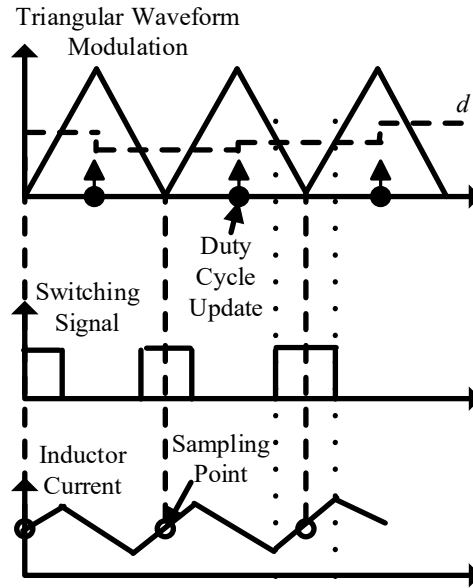 Triangular Waveform
Modulation
d
Duty
Cycle
Update
Switching
Signal
Inductor
Current
Sampling
Point